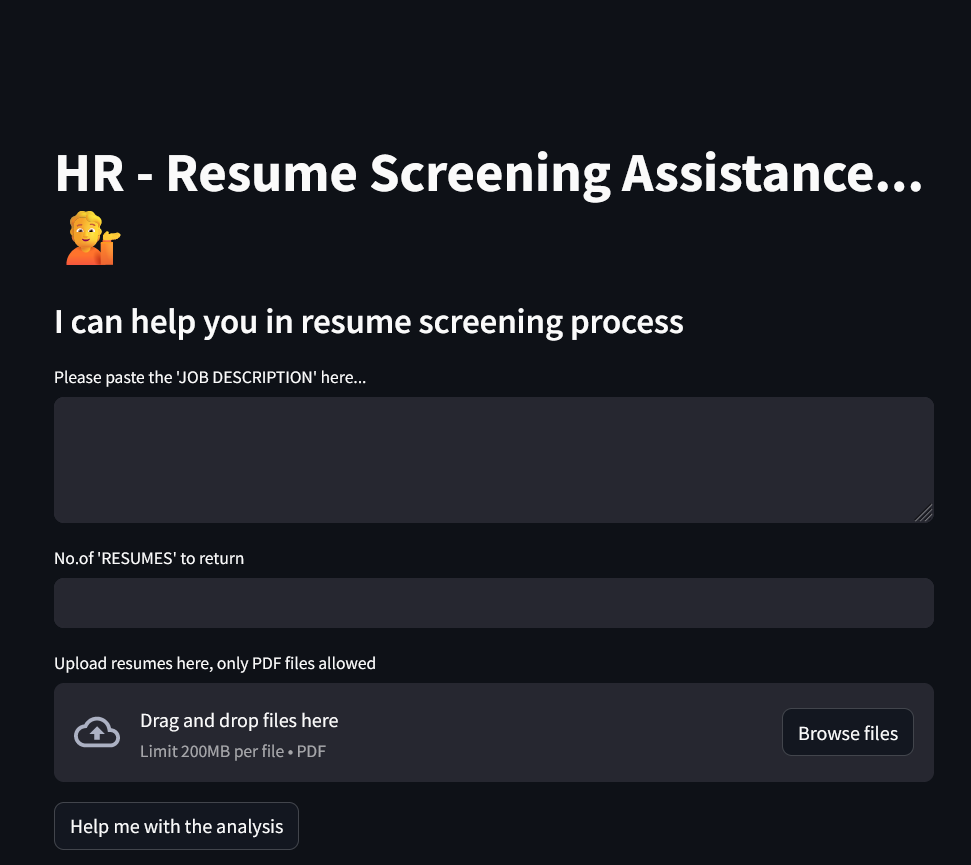 HR - Resume Screening Assistance...
I can help you in resume screening process
Please paste the 'JOB DESCRIPTION' here...
No.of 'RESUMES' to return
Upload resumes here, only PDF files allowed
Drag and drop files here
Limit 200MB per file • PDF
Browse files
Help me with the analysis